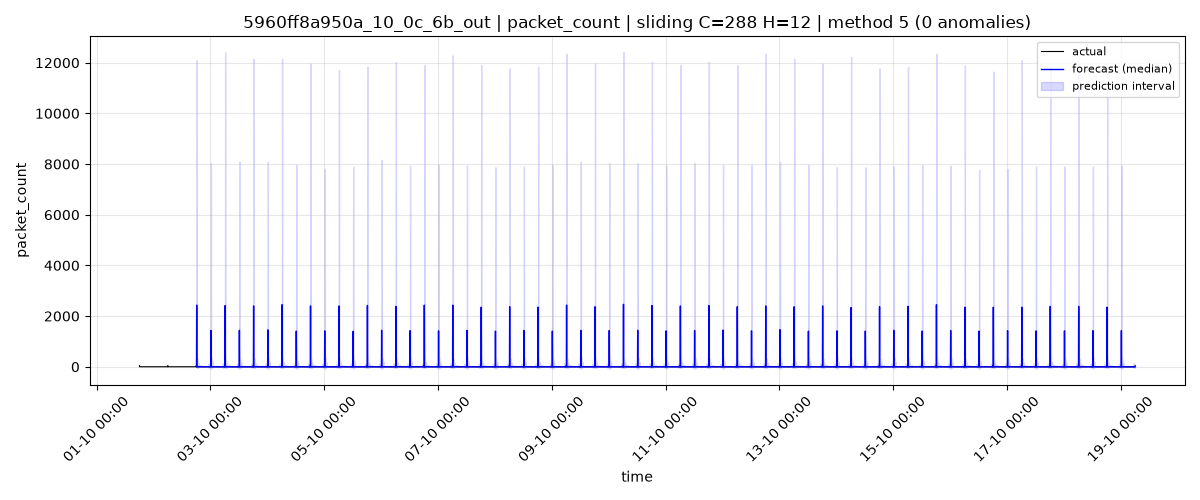 5960ff8a950a_10_0c_6b_out | packet_count | sliding C=288 H=12 | method 5 (0 anomalies)
actual
forecast (median)
prediction interval
packet_count
12000
10000
8000
6000
4000
2000
0
01-10 00:00
03-10 00:00
05-10 00:00
07-10 00:00
09-10 00:00
11-10 00:00
13-10 00:00
15-10 00:00
17-10 00:00
19-10 00:00
time